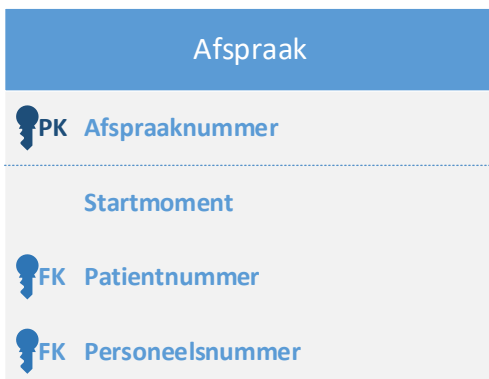 Afspraak
PK Afspraaknummer
Startmoment
FK Patientnummer
FK Personeelsnummer